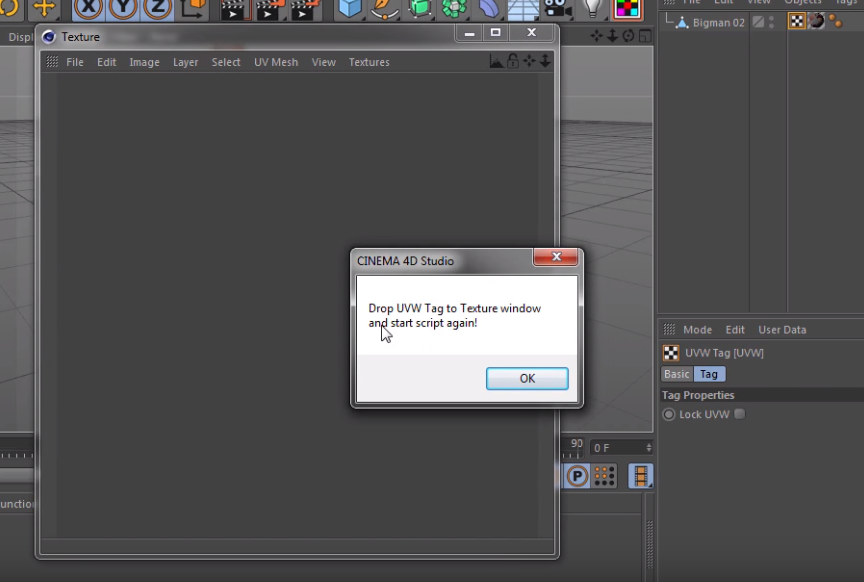 X Y Z
File Edit View Objects Tags
Displ
Texture
Bigman 02
File Edit Image Layer Select UV Mesh View Textures
CINEMA 4D Studio
Drop UVW Tag to Texture window
and start script again!
OK
Mode Edit User Data
UVW Tag [UVW]
Basic Tag
Tag Properties
Lock UVW
90 0 F
P
unction